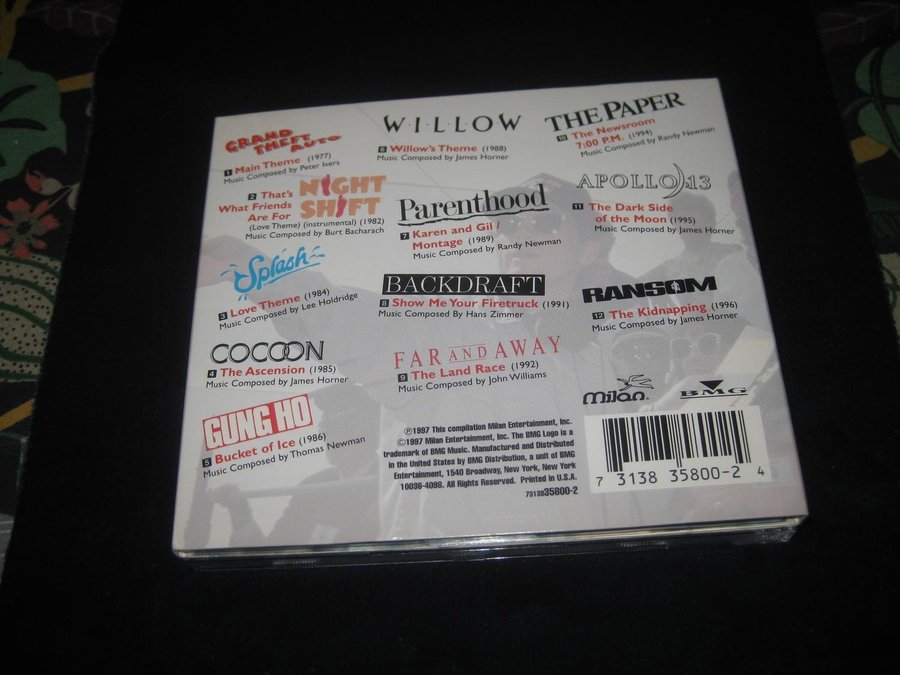 GRAND
THEFT
AUTO
1 Main Theme (1977)
Music Composed by Peter Ivers
NIGHT
SHIFT
2 That's
What Friends
Are For
(Love Theme) (instrumental) (1982)
Music Composed by Burt Bacharach
Splash
3 Love Theme (1984)
Music Composed by Lee Holdridge
COCOON
4 The Ascension (1985)
Music Composed by James Horner
GUNG HO
5 Bucket of Ice (1986)
Music Composed by Thomas Newman
W·I·L·L·O·W
6 Willow's Theme (1988)
Music Composed by James Horner
Parenthood
7 Karen and Gil /
Montage (1989)
Music Composed by Randy Newman
BACKDRAFT
8 Show Me Your Firetruck (1991)
Music Composed By Hans Zimmer
FAR AND AWAY
9 The Land Race (1992)
Music Composed by John Williams
THE PAPER
10 The Newsroom
7:00 P.M. (1994)
Music Composed by Randy Newman
APOLLO 13
11 The Dark Side
of the Moon (1995)
Music Composed by James Horner
RANSOM
12 The Kidnapping (1996)
Music Composed by James Horner
milan
BMG
℗1997 This compilation Milan Entertainment, Inc.
©1997 Milan Entertainment, Inc. The BMG Logo is a
trademark of BMG Music. Manufactured and Distributed
in the United States by BMG Distribution, a unit of BMG
Entertainment, 1540 Broadway, New York, New York
10036-4098. All Rights Reserved. Printed in U.S.A.
7313835800-2
7 3138 35800-2 4